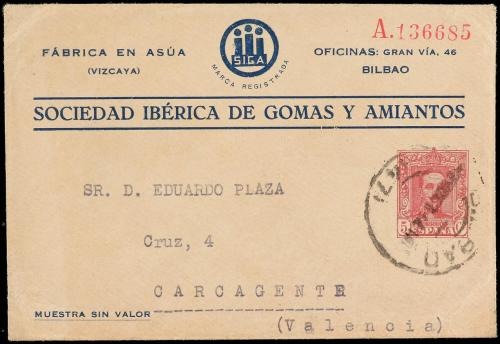 A.136685
FÁBRICA EN ASÚA
(VIZCAYA)
SIGA
MARCA REGISTRADA
OFICINAS: GRAN VÍA, 46
BILBAO
SOCIEDAD IBÉRICA DE GOMAS Y AMIANTOS
SR. D. EDUARDO PLAZA
Cruz, 4
CARCAGENTE
(Valencia)
MUESTRA SIN VALOR
ESPAÑA